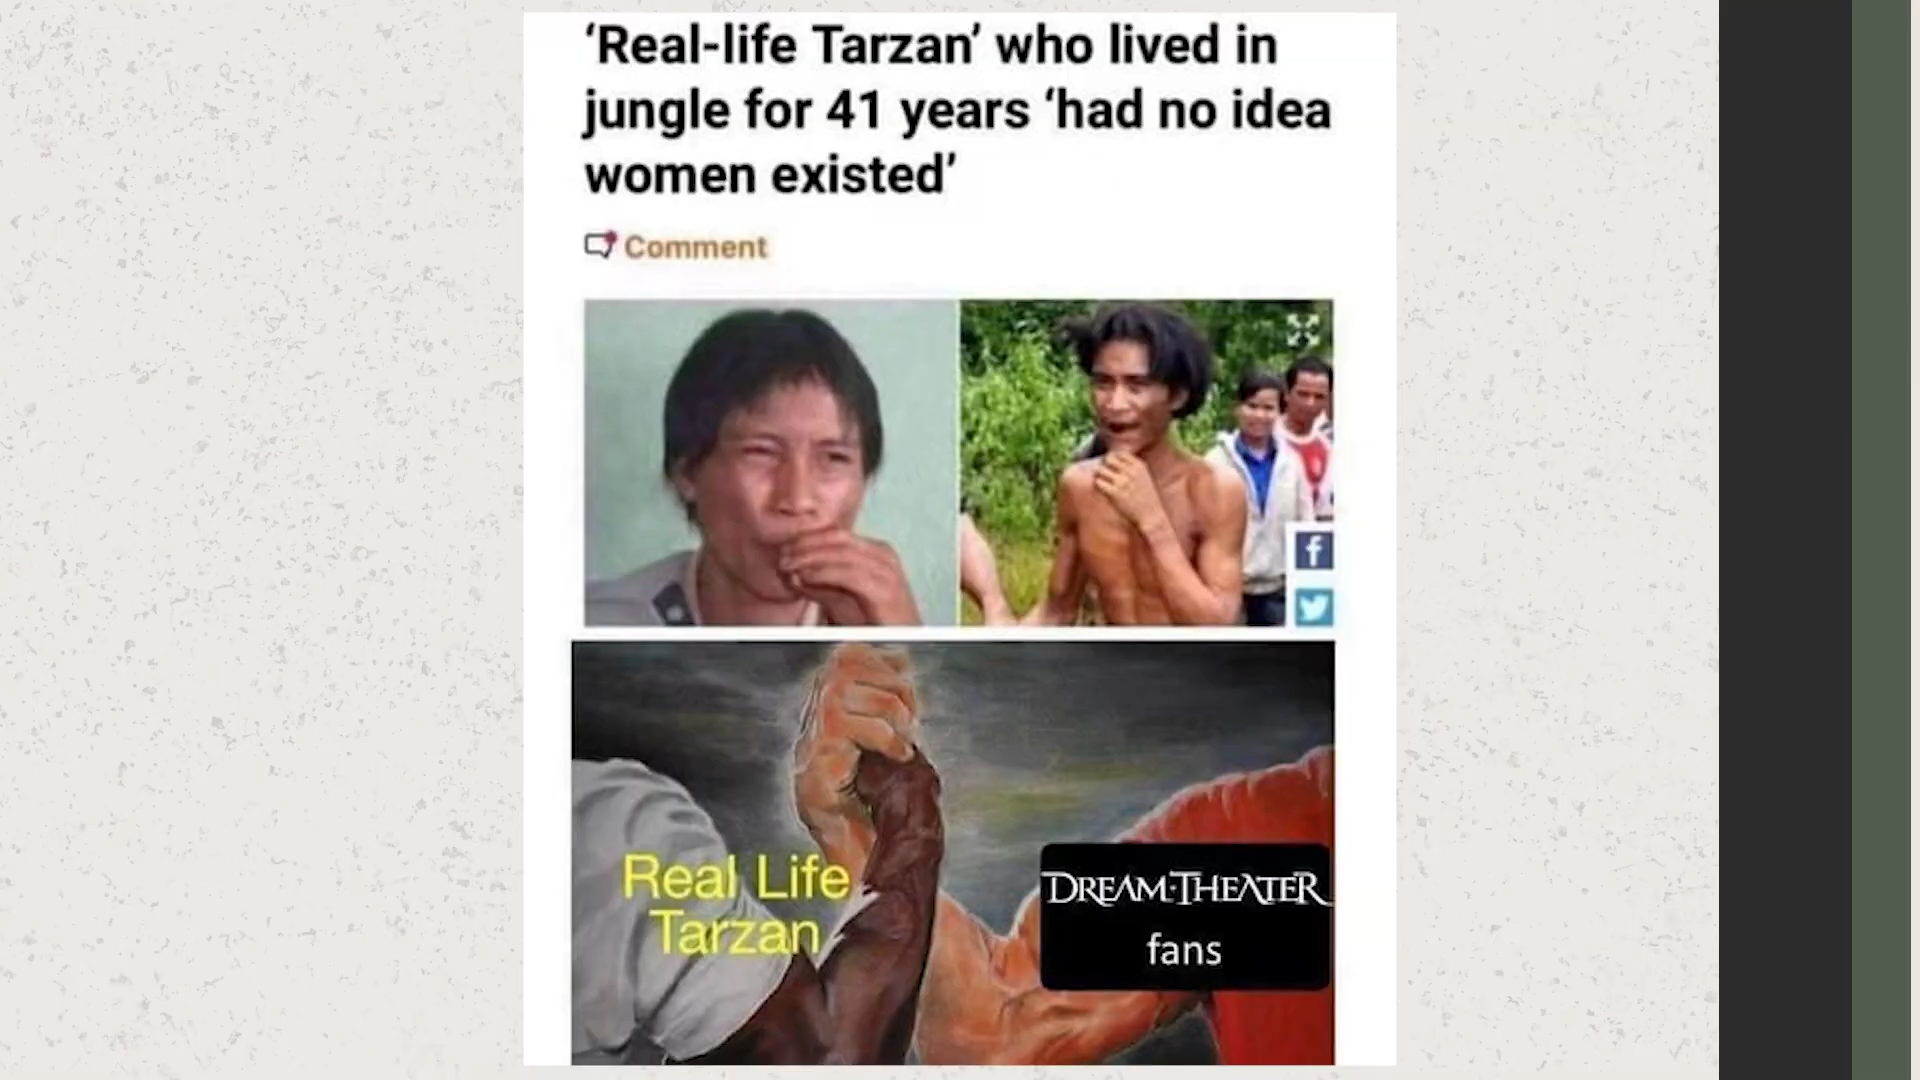 ‘Real-life Tarzan’ who lived in
jungle for 41 years ‘had no idea
women existed’
Comment
Real Life
Tarzan
DREAM THEATER
fans